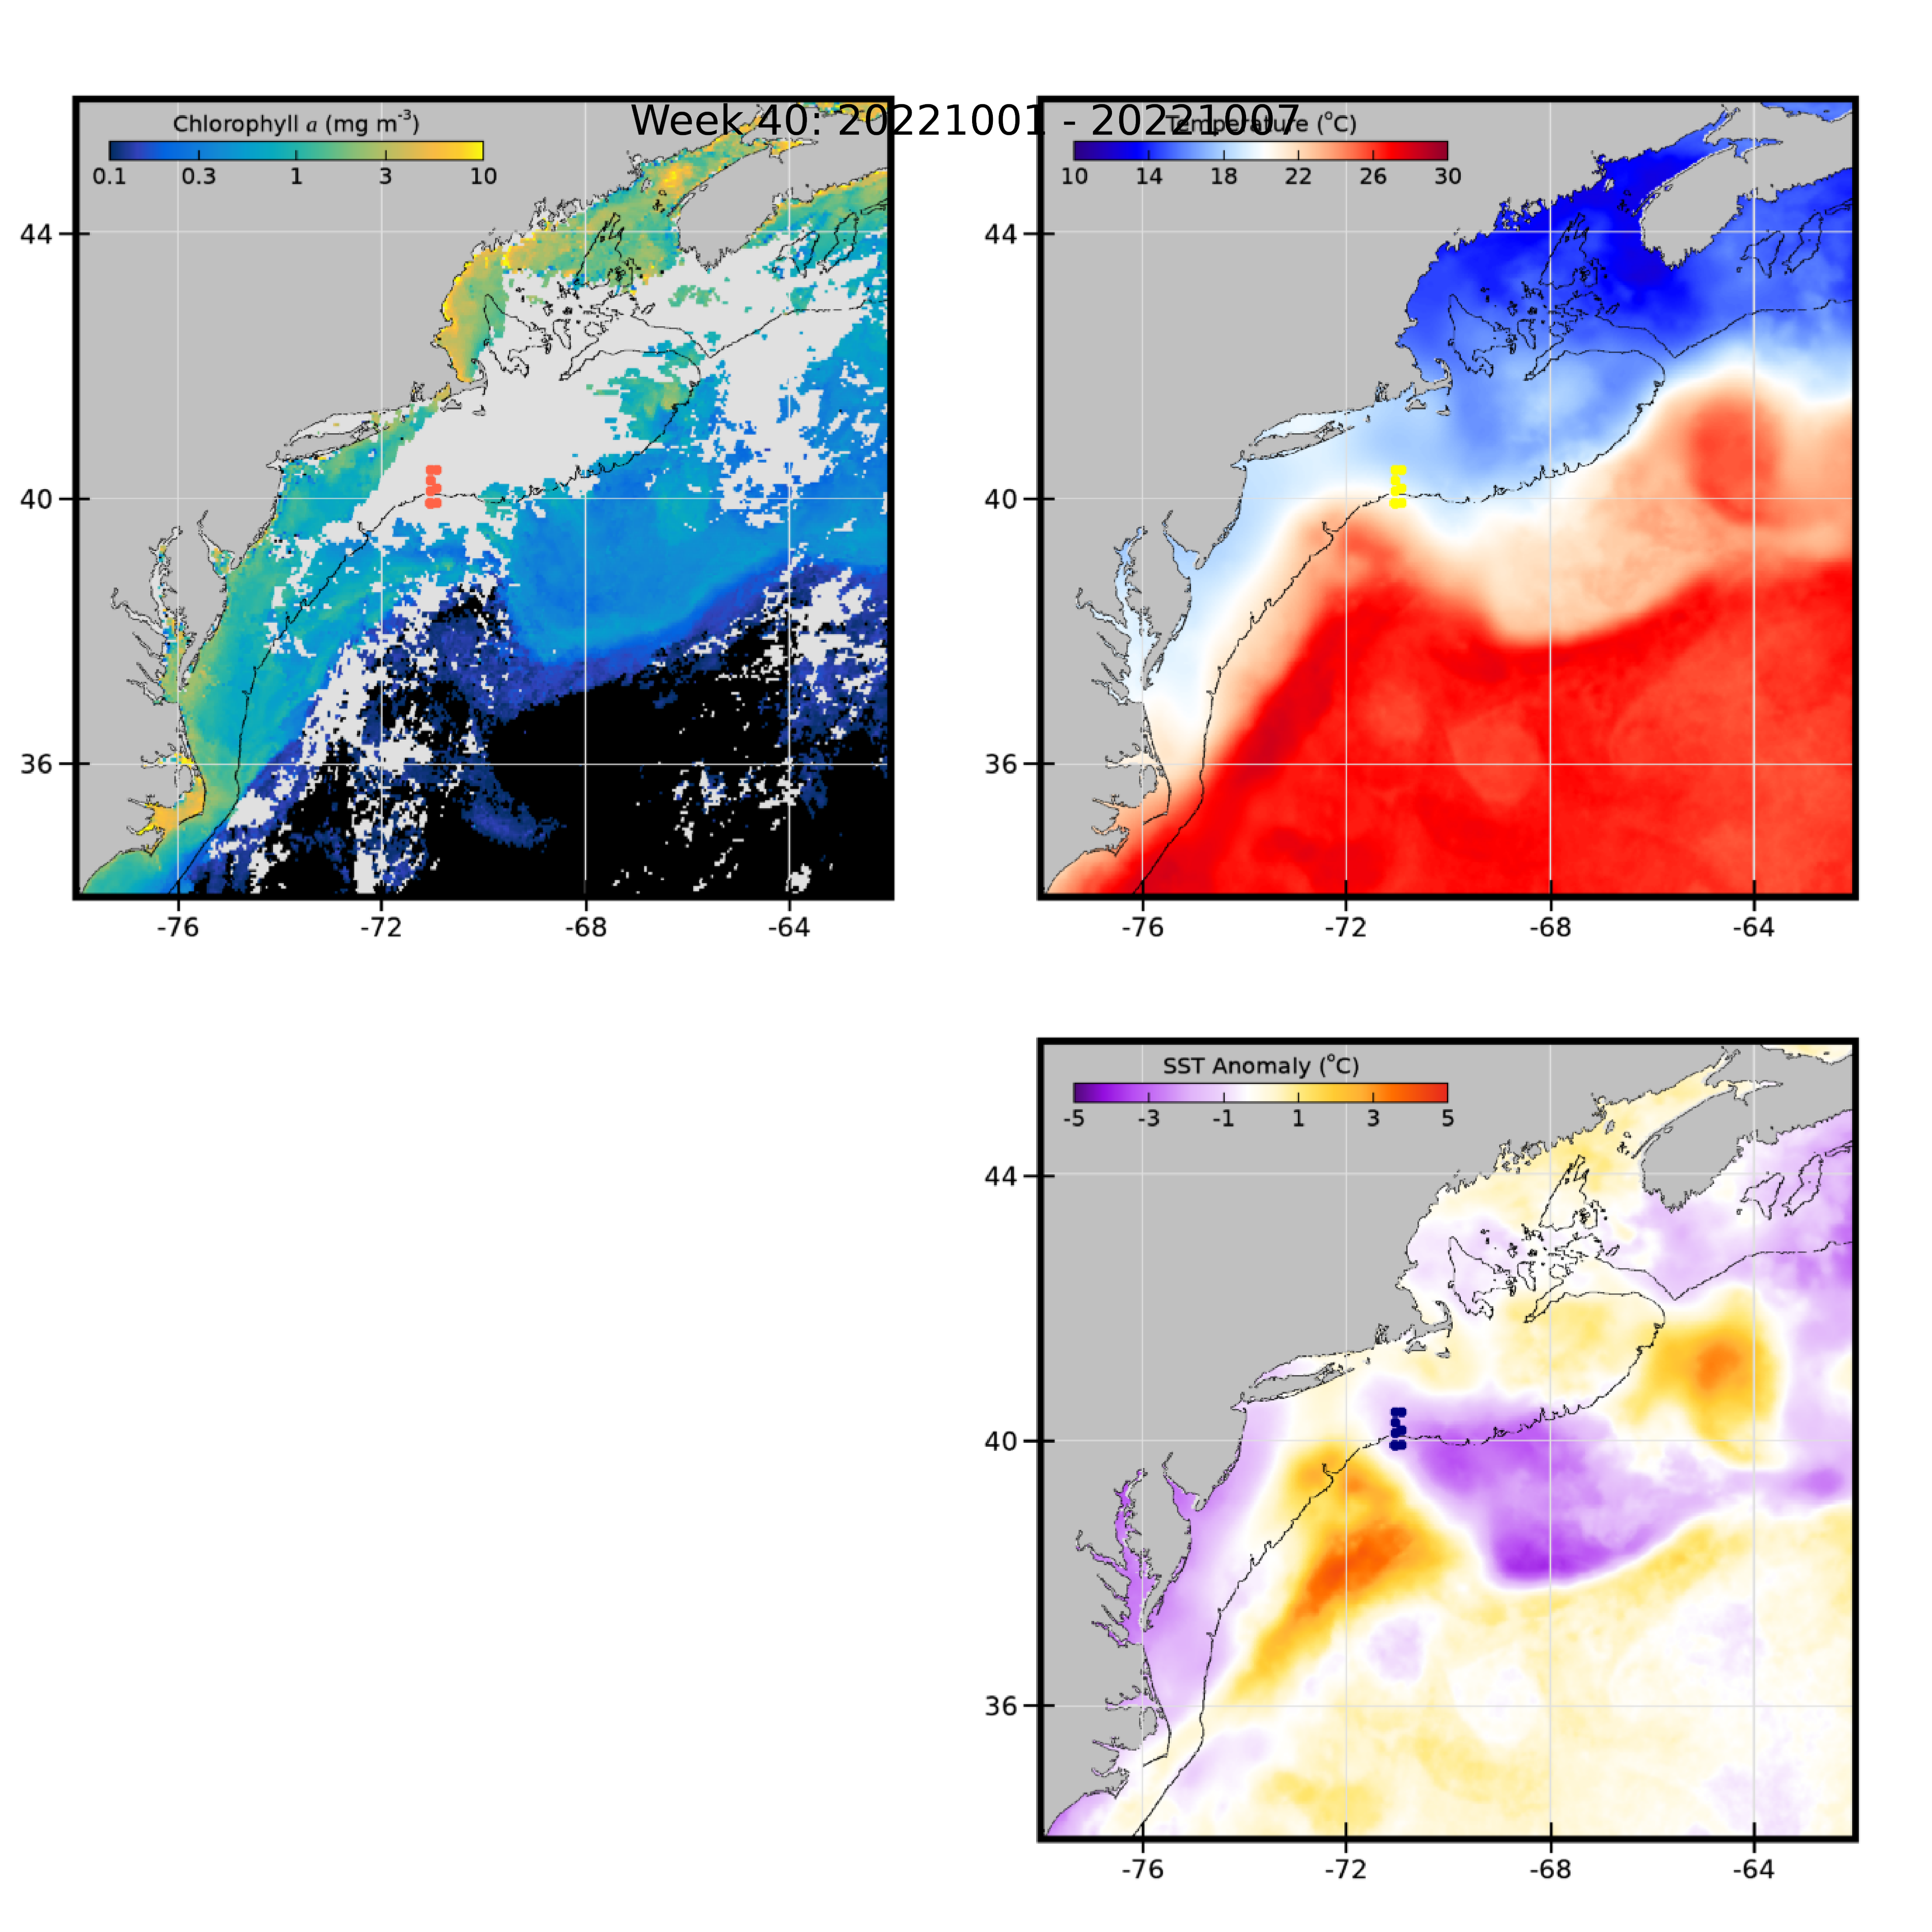 Week 40: 20221001 - 20221007
Chlorophyll a (mg m-3)
0.1 0.3 1 3 10
44
40
36
-76 -72 -68 -64
Temperature (°C)
10 14 18 22 26 30
44
40
36
-76 -72 -68 -64
SST Anomaly (°C)
-5 -3 -1 1 3 5
44
40
36
-76 -72 -68 -64